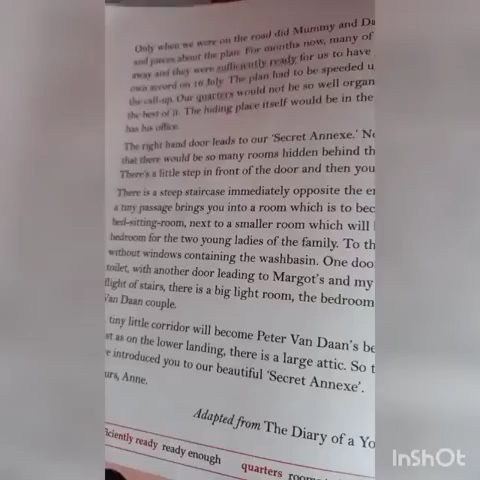 Only when we were on the road did Mummy and Da
and pieces about the plan. For months now, many of
away and they were sufficiently ready for us to have
own accord on 16 July. The plan had to be speeded u
the call-up. Our quarters would not be so well organ
the best of it. The hiding place itself would be in the
has his office.
The right hand door leads to our 'Secret Annexe.' No
that there would be so many rooms hidden behind th
There's a little step in front of the door and then you
There is a steep staircase immediately opposite the en
a tiny passage brings you into a room which is to bec
bed-sitting-room, next to a smaller room which will
bedroom for the two young ladies of the family. To th
without windows containing the washbasin. One doo
toilet, with another door leading to Margot's and my
flight of stairs, there is a big light room, the bedroom
Van Daan couple.
tiny little corridor will become Peter Van Daan's be
st as on the lower landing, there is a large attic. So t
e introduced you to our beautiful 'Secret Annexe'.
urs, Anne.
Adapted from The Diary of a Yo
iciently ready ready enough quarters rooms
InShOt